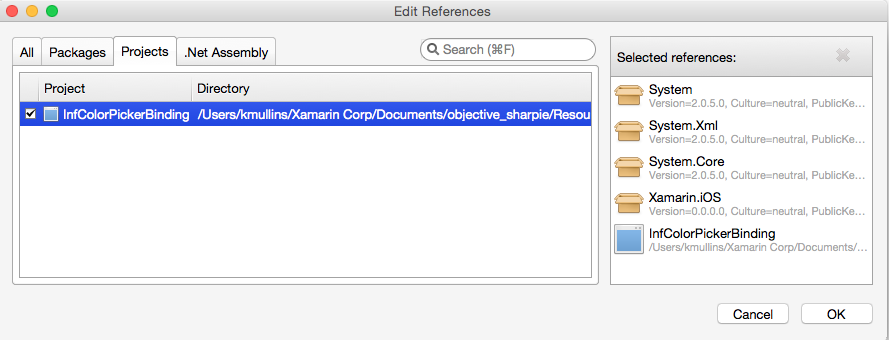 Edit References
All Packages Projects .Net Assembly
Search (⌘F)
Project Directory
InfColorPickerBinding /Users/kmullins/Xamarin Corp/Documents/objective_sharpie/Resou
Selected references:
System
Version=2.0.5.0, Culture=neutral, PublicKe...
System.Xml
Version=2.0.5.0, Culture=neutral, PublicKe...
System.Core
Version=2.0.5.0, Culture=neutral, PublicKe...
Xamarin.iOS
Version=0.0.0.0, Culture=neutral, PublicKe...
InfColorPickerBinding
/Users/kmullins/Xamarin Corp/Documents/...
Cancel OK